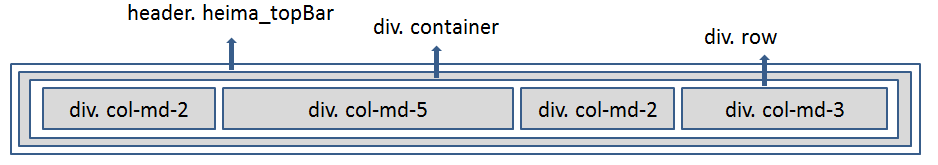 header. heima_topBar
div. container
div. row
div. col-md-2
div. col-md-5
div. col-md-2
div. col-md-3